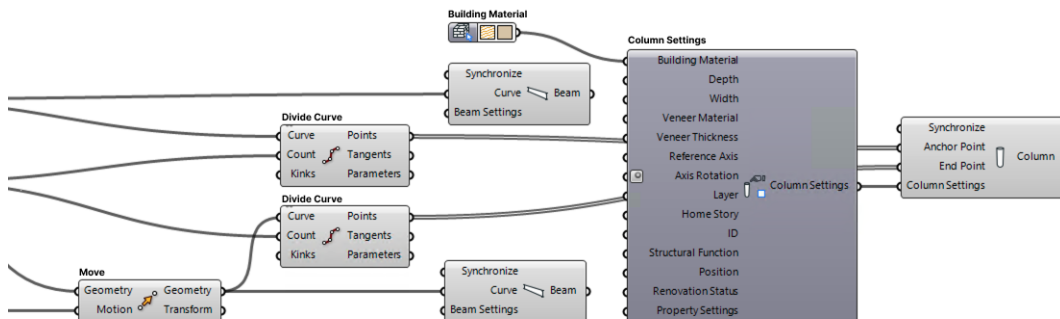 Building Material
Synchronize
Curve Beam
Beam Settings
Divide Curve
Curve Points
Count Tangents
Kinks Parameters
Divide Curve
Curve Points
Count Tangents
Kinks Parameters
Move
Geometry Geometry
Motion Transform
Synchronize
Curve Beam
Beam Settings
Column Settings
Building Material
Depth
Width
Veneer Material
Veneer Thickness
Reference Axis
Axis Rotation
Layer
Column Settings
Home Story
ID
Structural Function
Position
Renovation Status
Property Settings
Synchronize
Anchor Point
End Point
Column
Column Settings